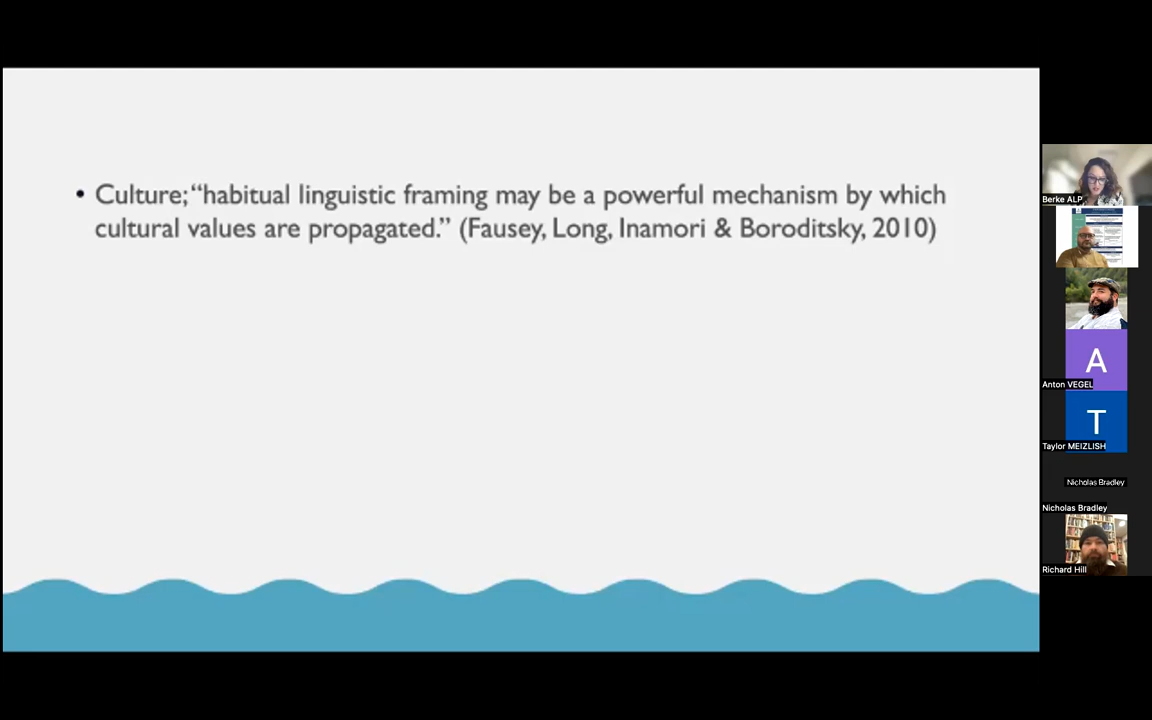 • Culture; “habitual linguistic framing may be a powerful mechanism by which
cultural values are propagated.” (Fausey, Long, Inamori & Boroditsky, 2010)
Berke ALP
A
Anton VEGEL
T
Taylor MEIZLISH
Nicholas Bradley
Nicholas Bradley
Richard Hill